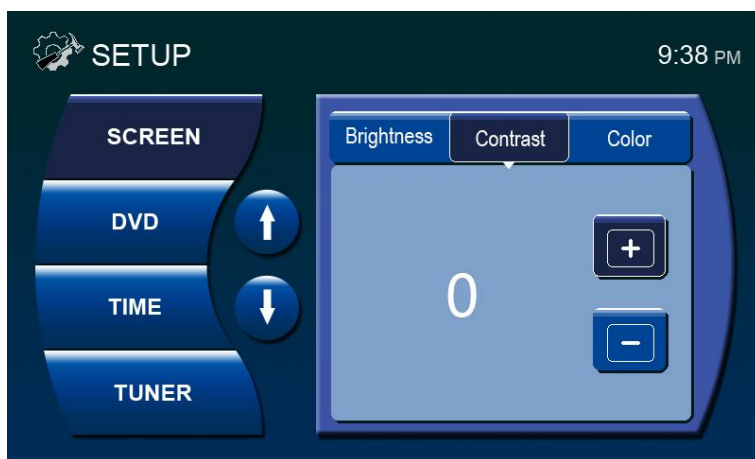 SETUP
9:38 PM
SCREEN
DVD
TIME
TUNER
Brightness Contrast Color
0
+
−